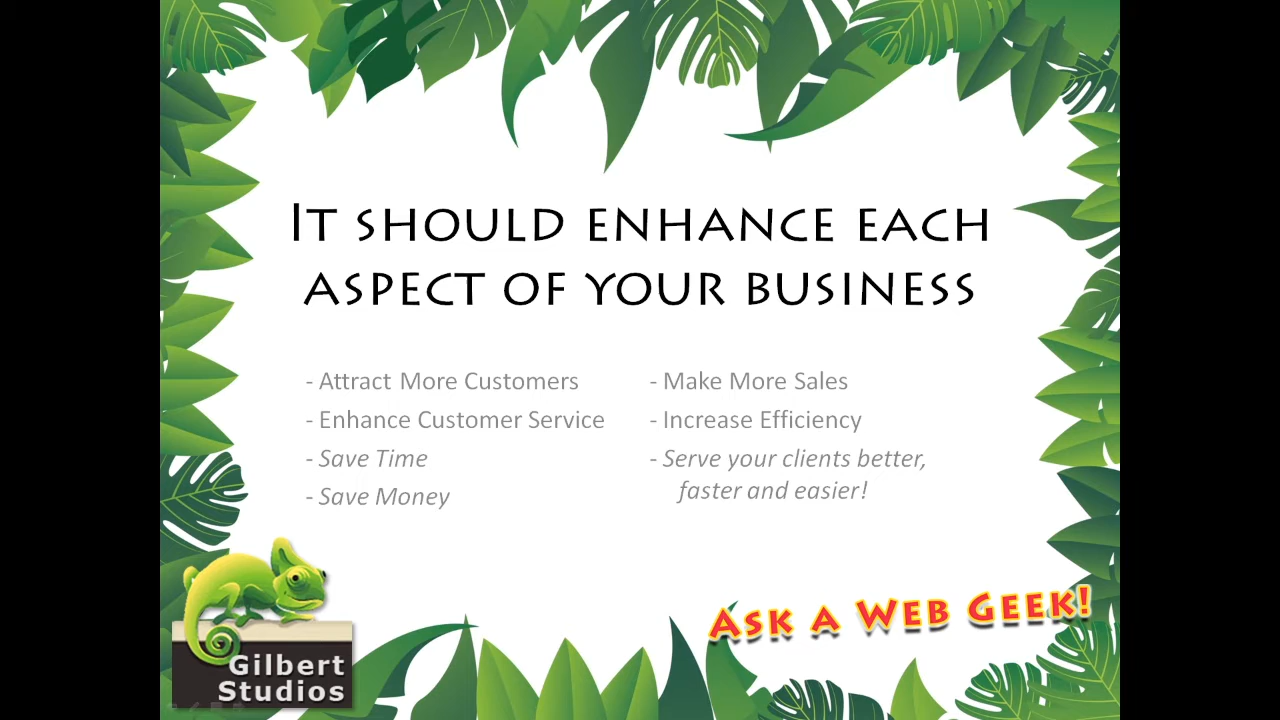 It should enhance each
aspect of your business
- Attract More Customers
- Enhance Customer Service
- Save Time
- Save Money
- Make More Sales
- Increase Efficiency
- Serve your clients better,
faster and easier!
Ask a Web Geek!
Gilbert
Studios